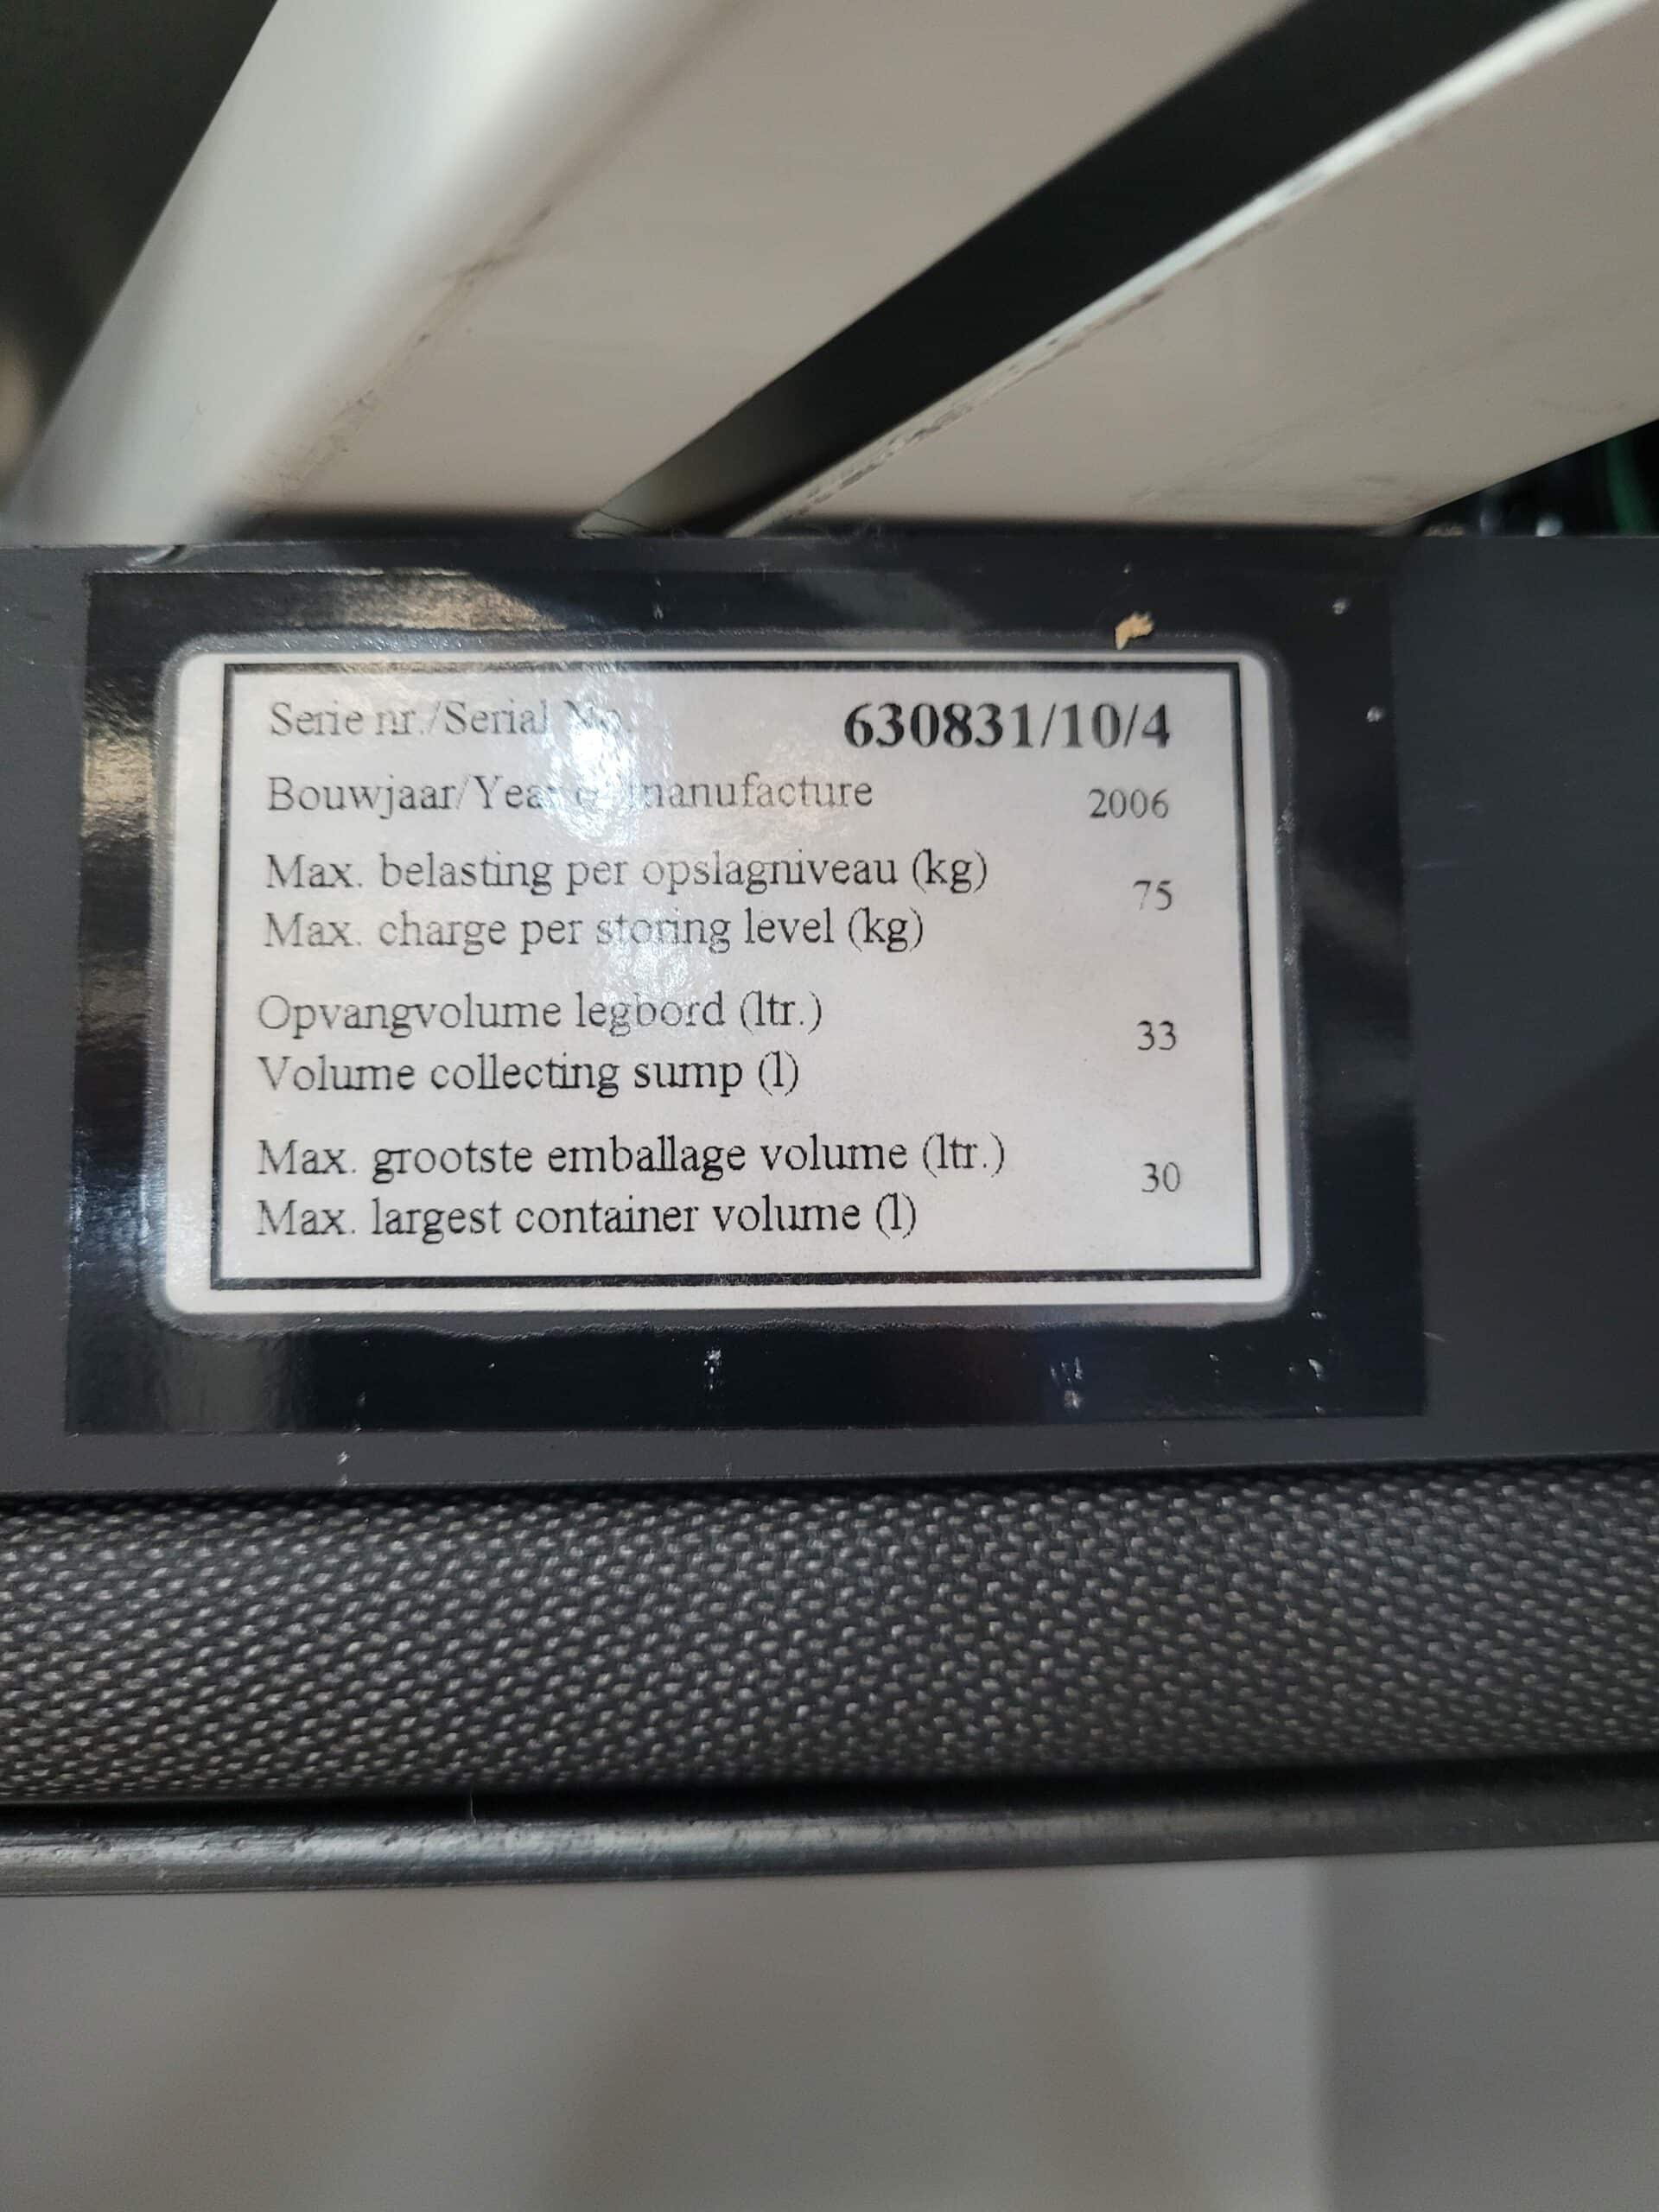 Serie nr./Serial No. 630831/10/4
Bouwjaar/Year of manufacture 2006
Max. belasting per opslagniveau (kg)
75
Max. charge per storing level (kg)
Opvangvolume legbord (ltr.)
33
Volume collecting sump (l)
Max. grootste emballage volume (ltr.)
30
Max. largest container volume (l)